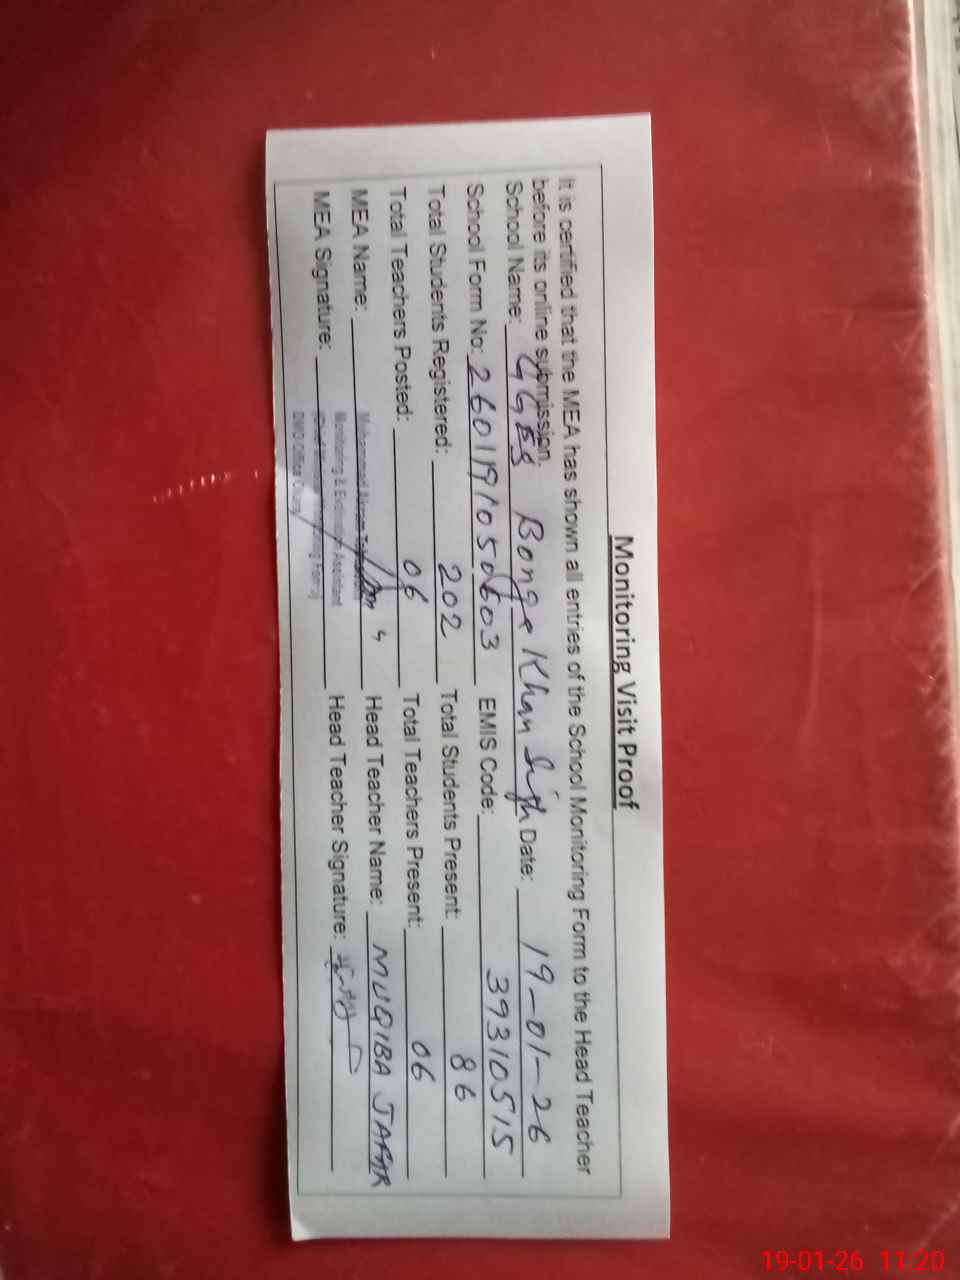 Monitoring Visit Proof
It is certified that the MEA has shown all entries of the School Monitoring Form to the Head Teacher
before its online submission.
School Name: GGES Bonga Khan Date: 19-01-26
School Form No: 2601191050603 EMIS Code: 39310515
Total Students Registered: 202 Total Students Present: 86
Total Teachers Posted: 06 Total Teachers Present: 06
MEA Name: Muhammad Akram Head Teacher Name: MUQIBA JAFAR
MEA Signature: Head Teacher Signature:
Monitoring & Evaluation Assistant
DMO Office
19-01-26 11:20